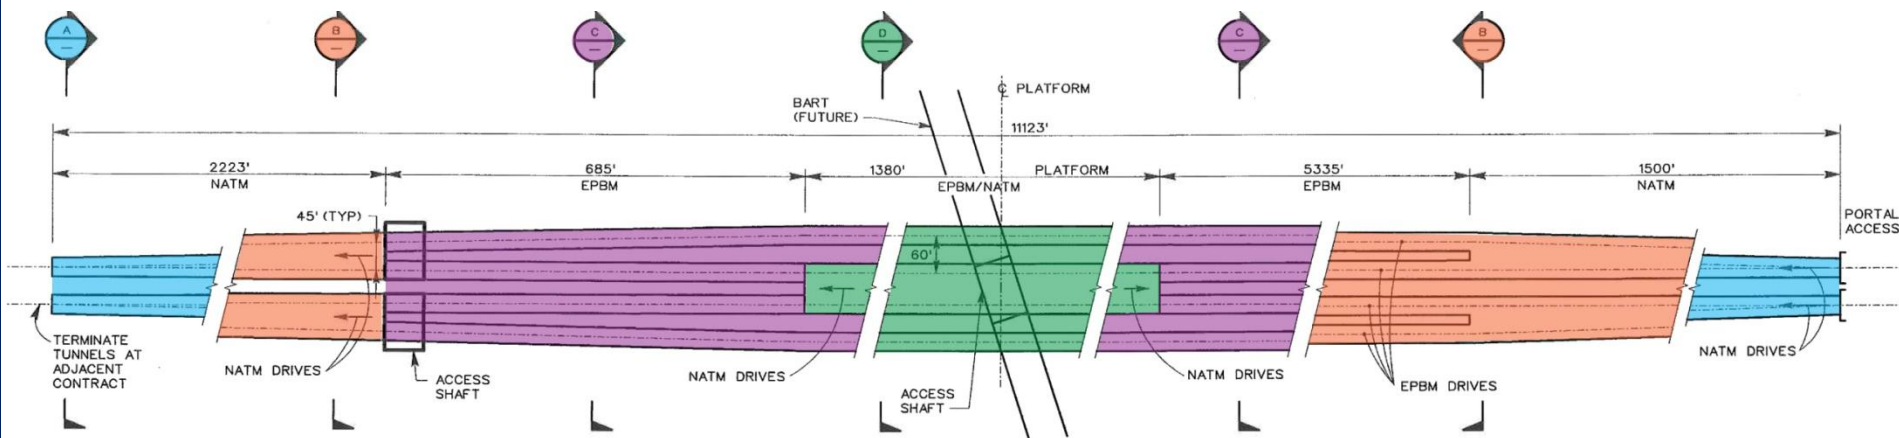 A
B
C
D
C
B
℄ PLATFORM
BART
(FUTURE)
11123'
2223'
NATM
685'
EPBM
1380'
PLATFORM
EPBM/NATM
5335'
EPBM
1500'
NATM
45' (TYP)
PORTAL
ACCESS
60'
TERMINATE
TUNNELS AT
ADJACENT
CONTRACT
NATM DRIVES
ACCESS
SHAFT
NATM DRIVES
ACCESS
SHAFT
NATM DRIVES
EPBM DRIVES
NATM DRIVES